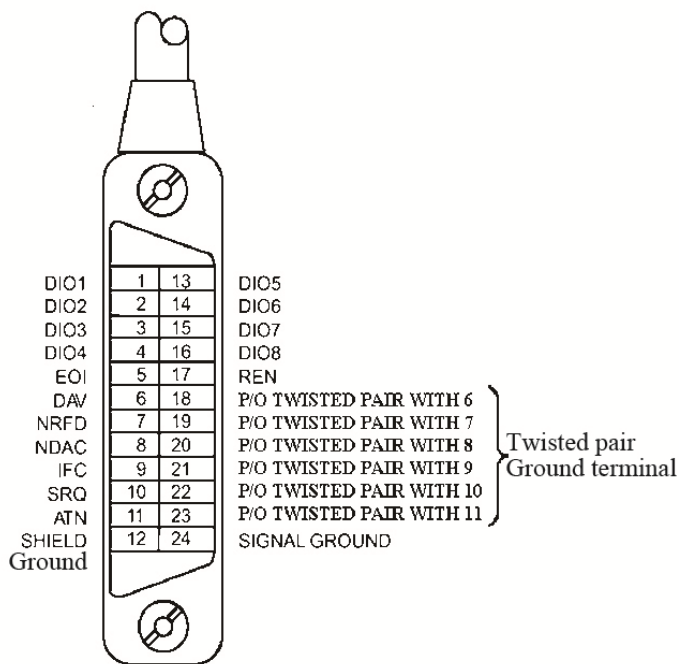 DIO1 1 13 DIO5
DIO2 2 14 DIO6
DIO3 3 15 DIO7
DIO4 4 16 DIO8
EOI 5 17 REN
DAV 6 18 P/O TWISTED PAIR WITH 6
NRFD 7 19 P/O TWISTED PAIR WITH 7
NDAC 8 20 P/O TWISTED PAIR WITH 8
IFC 9 21 P/O TWISTED PAIR WITH 9
SRQ 10 22 P/O TWISTED PAIR WITH 10
ATN 11 23 P/O TWISTED PAIR WITH 11
SHIELD 12 24 SIGNAL GROUND
Ground
Twisted pair
Ground terminal